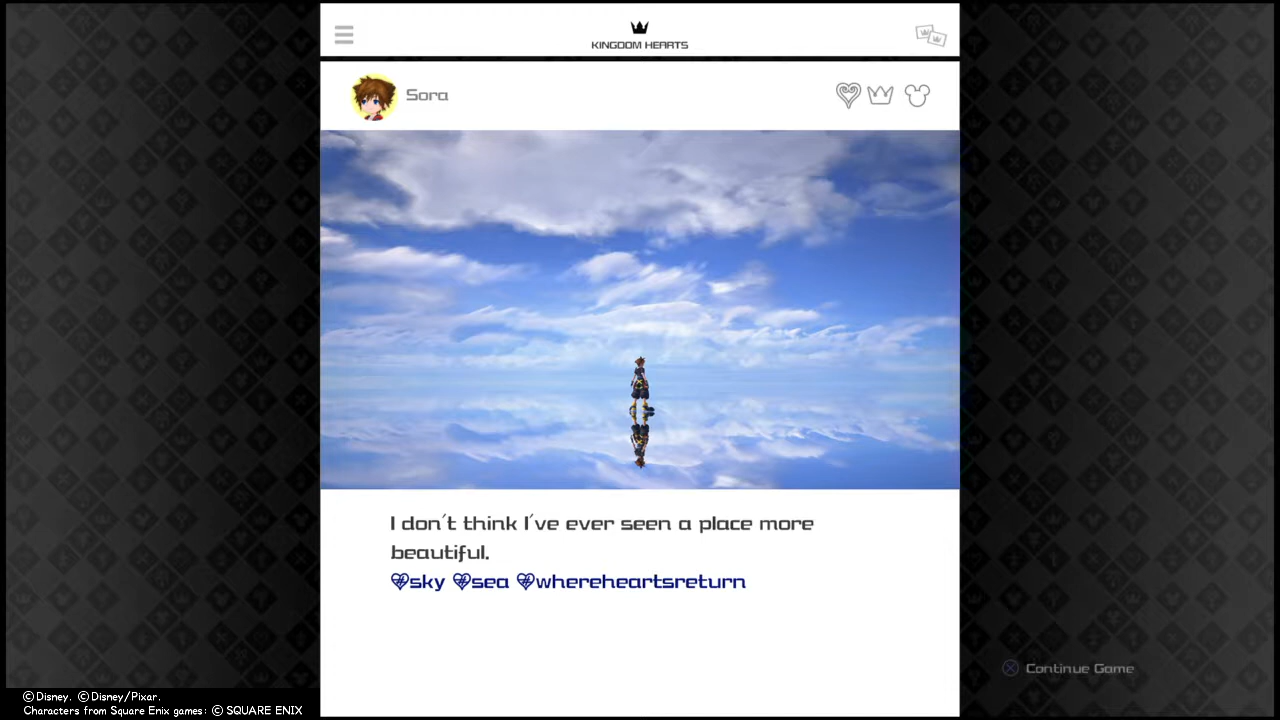 KINGDOM HEARTS
Sora
I don't think I've ever seen a place more
beautiful.
sky sea whereheartsreturn
Continue Game
©Disney. ©Disney/Pixar.
Characters from Square Enix games: © SQUARE ENIX